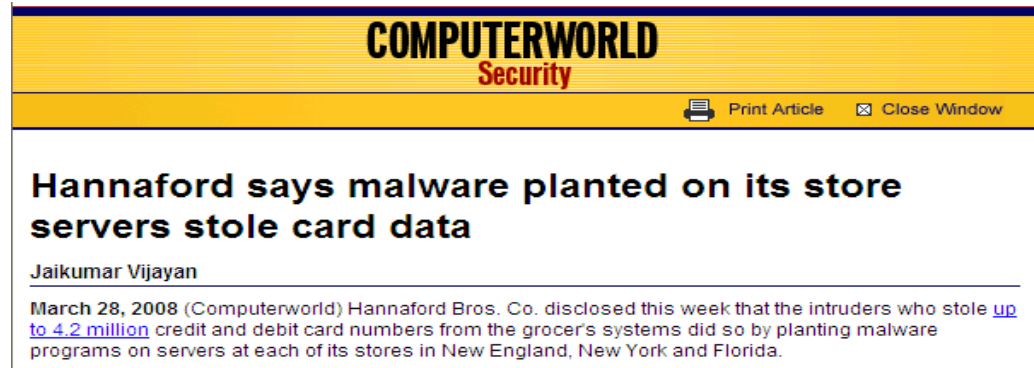 COMPUTERWORLD
Security
Print Article Close Window
Hannaford says malware planted on its store
servers stole card data
Jaikumar Vijayan
March 28, 2008 (Computerworld) Hannaford Bros. Co. disclosed this week that the intruders who stole up
to 4.2 million credit and debit card numbers from the grocer's systems did so by planting malware
programs on servers at each of its stores in New England, New York and Florida.